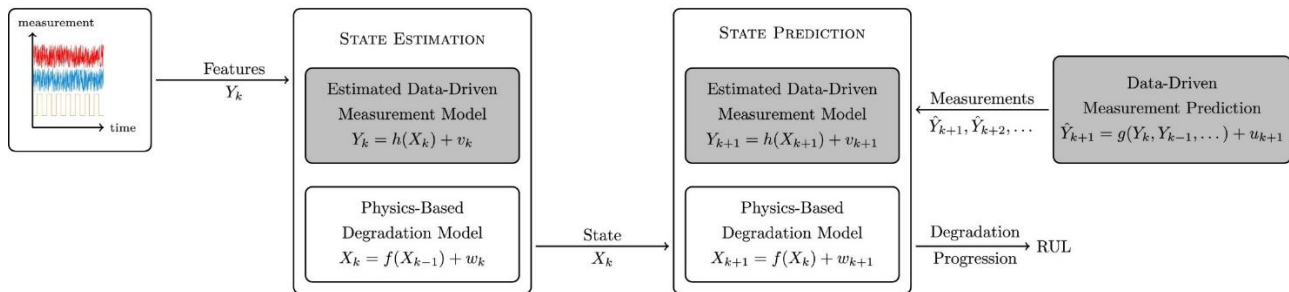 measurement
time
Features
Y_k
STATE ESTIMATION
Estimated Data-Driven
Measurement Model
Y_k = h(X_k) + v_k
Physics-Based
Degradation Model
X_k = f(X_{k−1}) + w_k
State
X_k
STATE PREDICTION
Estimated Data-Driven
Measurement Model
Y_{k+1} = h(X_{k+1}) + v_{k+1}
Physics-Based
Degradation Model
X_{k+1} = f(X_k) + w_{k+1}
Measurements
Ŷ_{k+1}, Ŷ_{k+2}, . . .
Data-Driven
Measurement Prediction
Ŷ_{k+1} = g(Y_k, Y_{k−1}, . . .) + u_{k+1}
Degradation
Progression
RUL